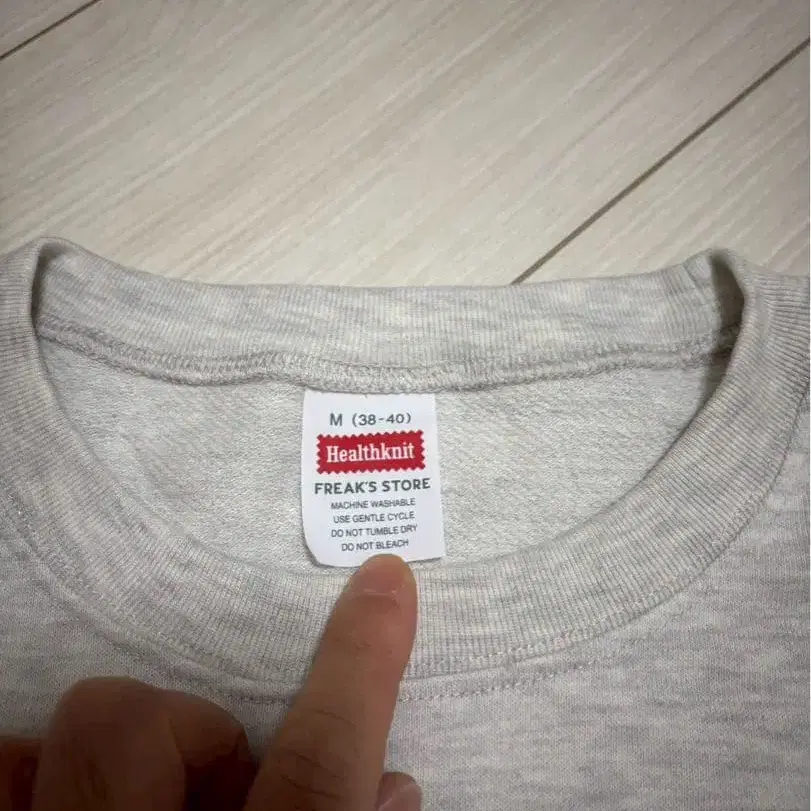 M (38-40)
Healthknit
FREAK'S STORE
MACHINE WASHABLE
USE GENTLE CYCLE
DO NOT TUMBLE DRY
DO NOT BLEACH